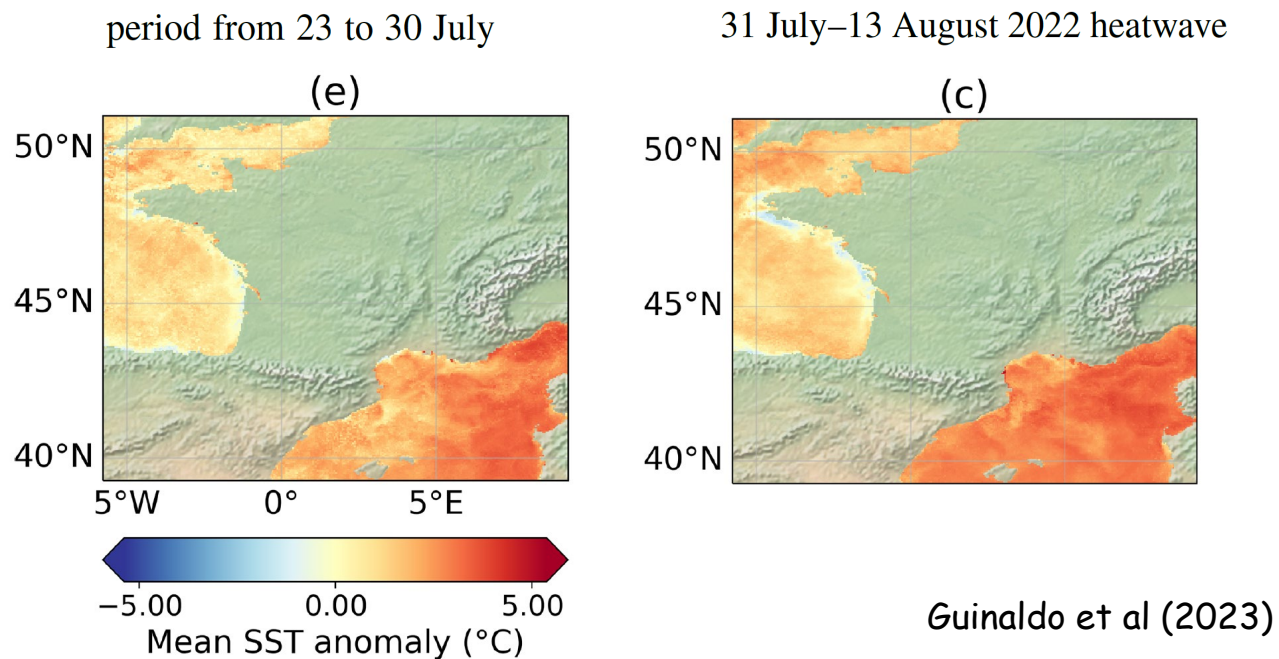 period from 23 to 30 July
31 July–13 August 2022 heatwave
(e)
50°N
45°N
40°N
5°W 0° 5°E
−5.00 0.00 5.00
Mean SST anomaly (°C)
(c)
50°N
45°N
40°N
Guinaldo et al (2023)